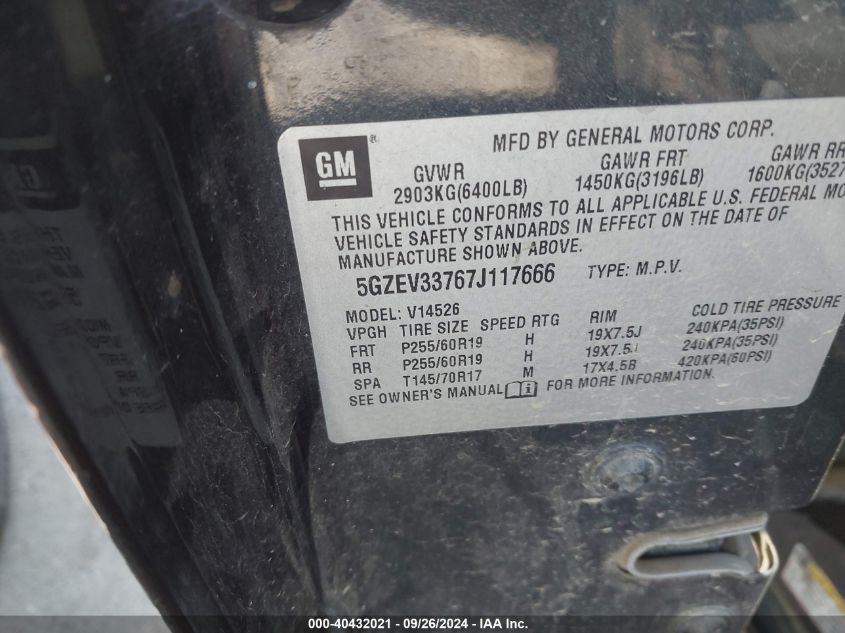 GM ®
MFD BY GENERAL MOTORS CORP.
GVWR GAWR FRT GAWR RR
2903KG(6400LB) 1450KG(3196LB) 1600KG(3527
THIS VEHICLE CONFORMS TO ALL APPLICABLE U.S. FEDERAL MO
VEHICLE SAFETY STANDARDS IN EFFECT ON THE DATE OF
MANUFACTURE SHOWN ABOVE.
5GZEV33767J117666 TYPE: M.P.V.
MODEL: V14526
VPGH TIRE SIZE SPEED RTG RIM COLD TIRE PRESSURE
FRT P255/60R19 H 19X7.5J 240KPA(35PSI)
RR P255/60R19 H 19X7.5J 240KPA(35PSI)
SPA T145/70R17 M 17X4.5B 420KPA(60PSI)
SEE OWNER'S MANUAL FOR MORE INFORMATION.
000-40432021 - 09/26/2024 - IAA Inc.